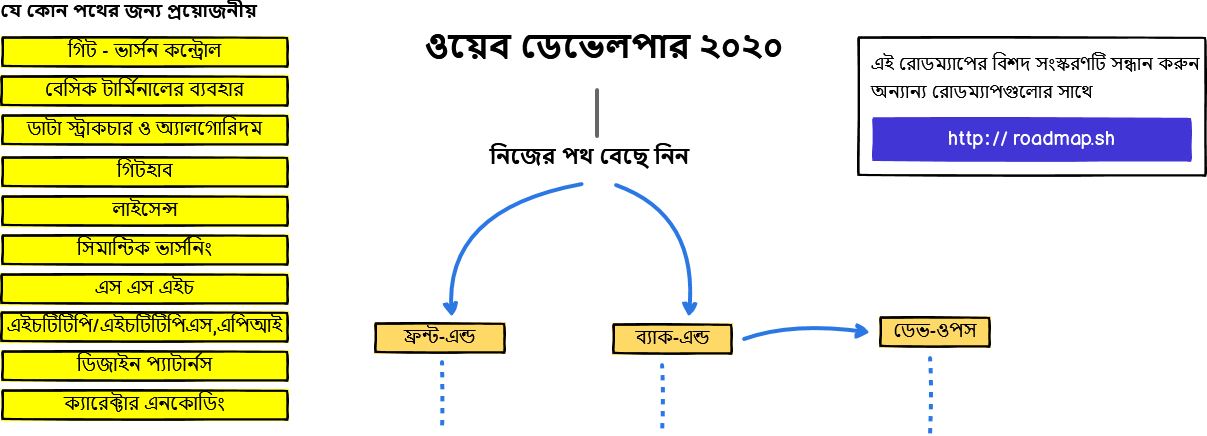 যে কোন পথের জন্য প্রয়োজনীয়
গিট - ভার্সন কন্ট্রোল
বেসিক টার্মিনালের ব্যবহার
ডাটা স্ট্রাকচার ও অ্যালগোরিদম
গিটহাব
লাইসেন্স
সিমান্টিক ভার্সনিং
এস এস এইচ
এইচটিটিপি/এইচটিটিপিএস,এপিআই
ডিজাইন প্যাটার্নস
ক্যারেক্টার এনকোডিং
ওয়েব ডেভেলপার ২০২০
নিজের পথ বেছে নিন
ফ্রন্ট-এন্ড
ব্যাক-এন্ড
ডেভ-ওপস
এই রোডম্যাপের বিশদ সংস্করণটি সন্ধান করুন
অন্যান্য রোডম্যাপগুলোর সাথে
http:// roadmap.sh